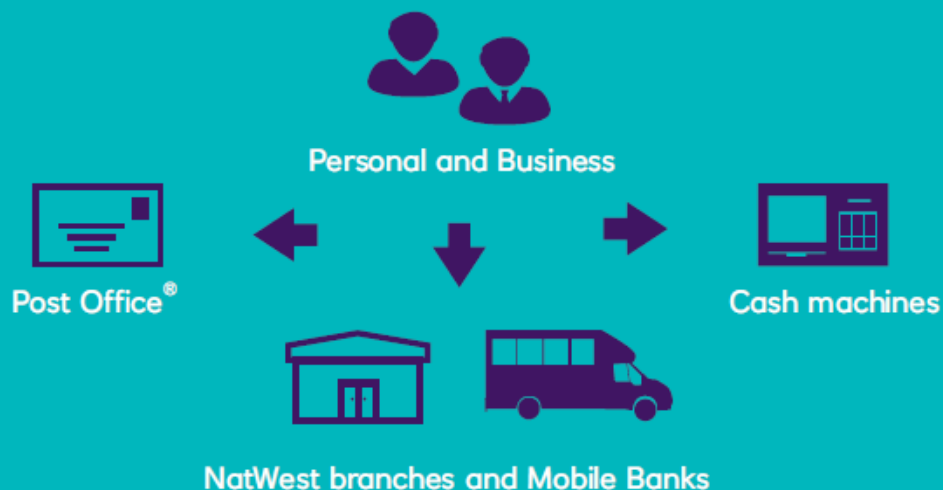 Personal and Business
Post Office®
Cash machines
NatWest branches and Mobile Banks